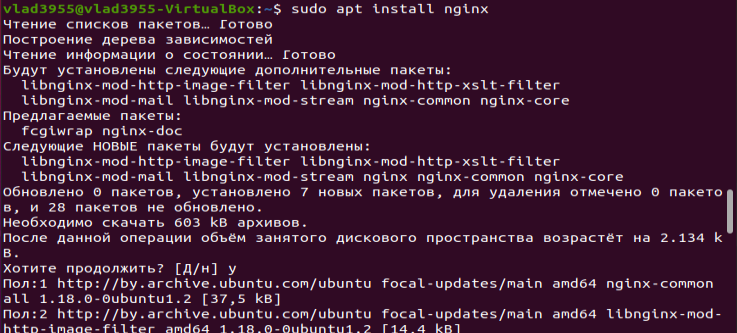 vlad3955@vlad3955-VirtualBox:~$ sudo apt install nginx
Чтение списков пакетов… Готово
Построение дерева зависимостей
Чтение информации о состоянии… Готово
Будут установлены следующие дополнительные пакеты:
libnginx-mod-http-image-filter libnginx-mod-http-xslt-filter
libnginx-mod-mail libnginx-mod-stream nginx-common nginx-core
Предлагаемые пакеты:
fcgiwrap nginx-doc
Следующие НОВЫЕ пакеты будут установлены:
libnginx-mod-http-image-filter libnginx-mod-http-xslt-filter
libnginx-mod-mail libnginx-mod-stream nginx nginx-common nginx-core
Обновлено 0 пакетов, установлено 7 новых пакетов, для удаления отмечено 0 пакето
в, и 28 пакетов не обновлено.
Необходимо скачать 603 kB архивов.
После данной операции объём занятого дискового пространства возрастёт на 2.134 k
B.
Хотите продолжить? [Д/н] y
Пол:1 http://by.archive.ubuntu.com/ubuntu focal-updates/main amd64 nginx-common
all 1.18.0-0ubuntu1.2 [37,5 kB]
Пол:2 http://by.archive.ubuntu.com/ubuntu focal-updates/main amd64 libnginx-mod-
http-image-filter amd64 1.18.0-0ubuntu1.2 [14,4 kB]